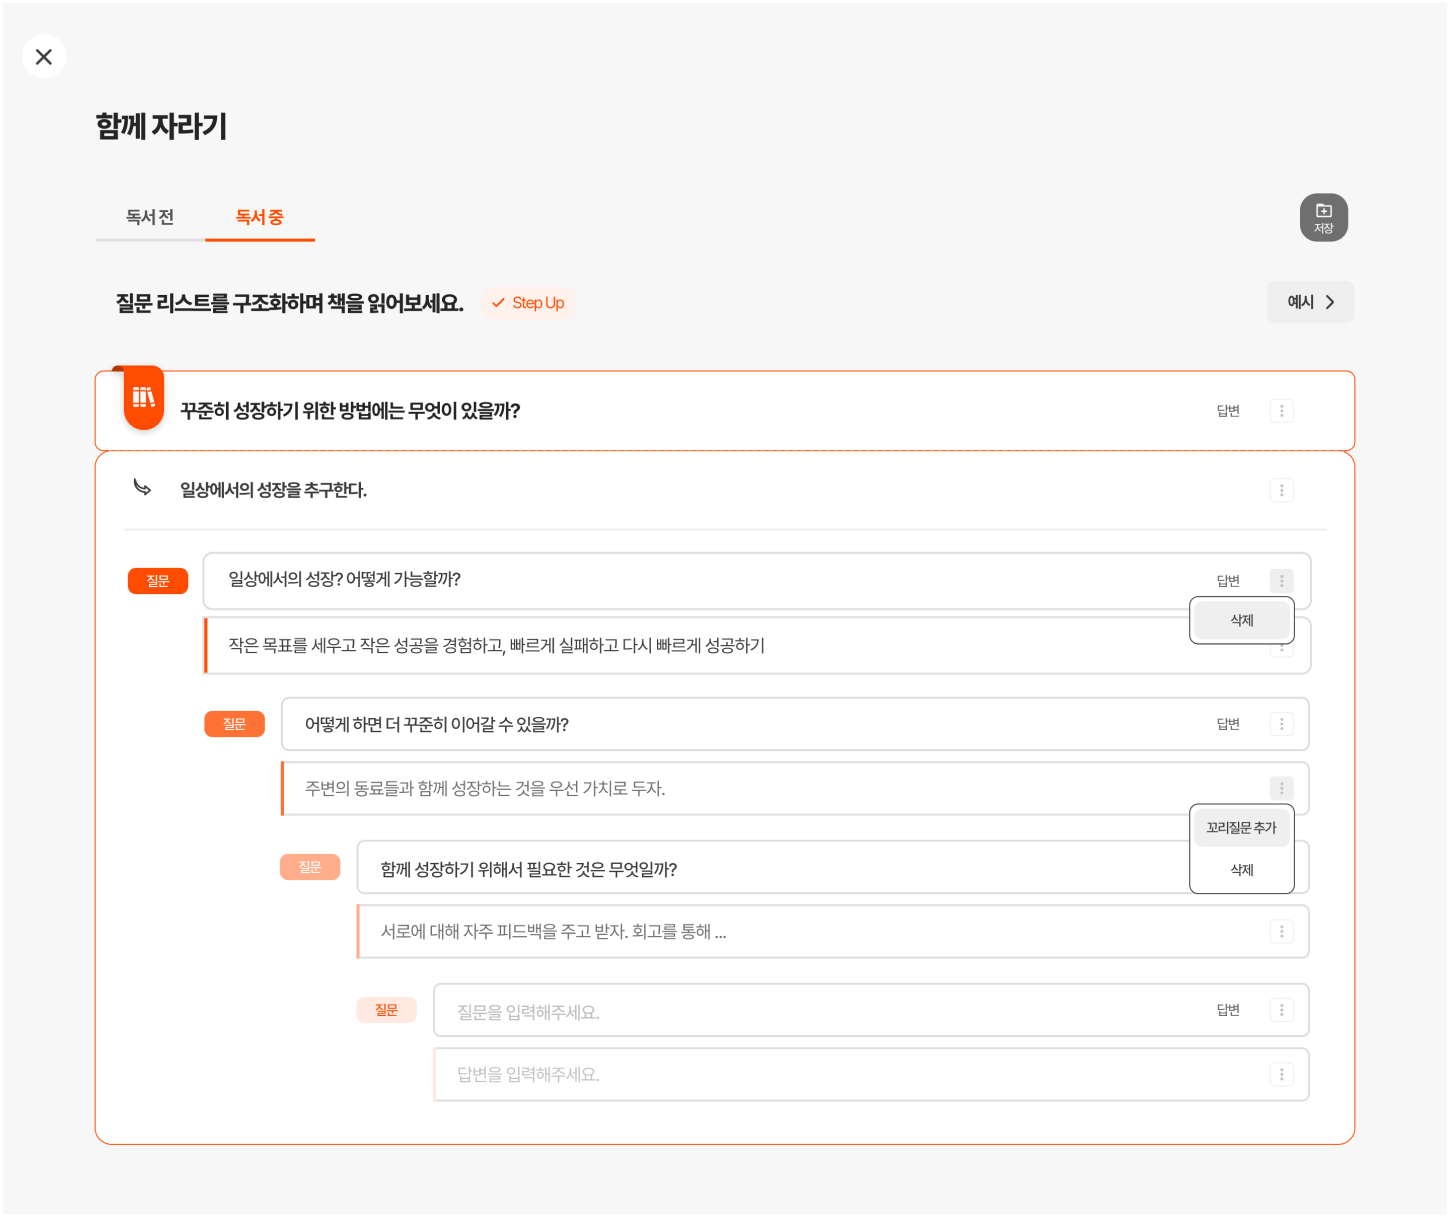 함께 자라기
독서 전
독서 중
저장
질문 리스트를 구조화하며 책을 읽어보세요.
Step Up
예시
꾸준히 성장하기 위한 방법에는 무엇이 있을까?
답변
일상에서의 성장을 추구한다.
질문
일상에서의 성장? 어떻게 가능할까?
답변
삭제
작은 목표를 세우고 작은 성공을 경험하고, 빠르게 실패하고 다시 빠르게 성공하기
질문
어떻게 하면 더 꾸준히 이어갈 수 있을까?
답변
주변의 동료들과 함께 성장하는 것을 우선 가치로 두자.
꼬리질문 추가
질문
함께 성장하기 위해서 필요한 것은 무엇일까?
삭제
서로에 대해 자주 피드백을 주고 받자. 회고를 통해 ...
질문
질문을 입력해주세요.
답변
답변을 입력해주세요.